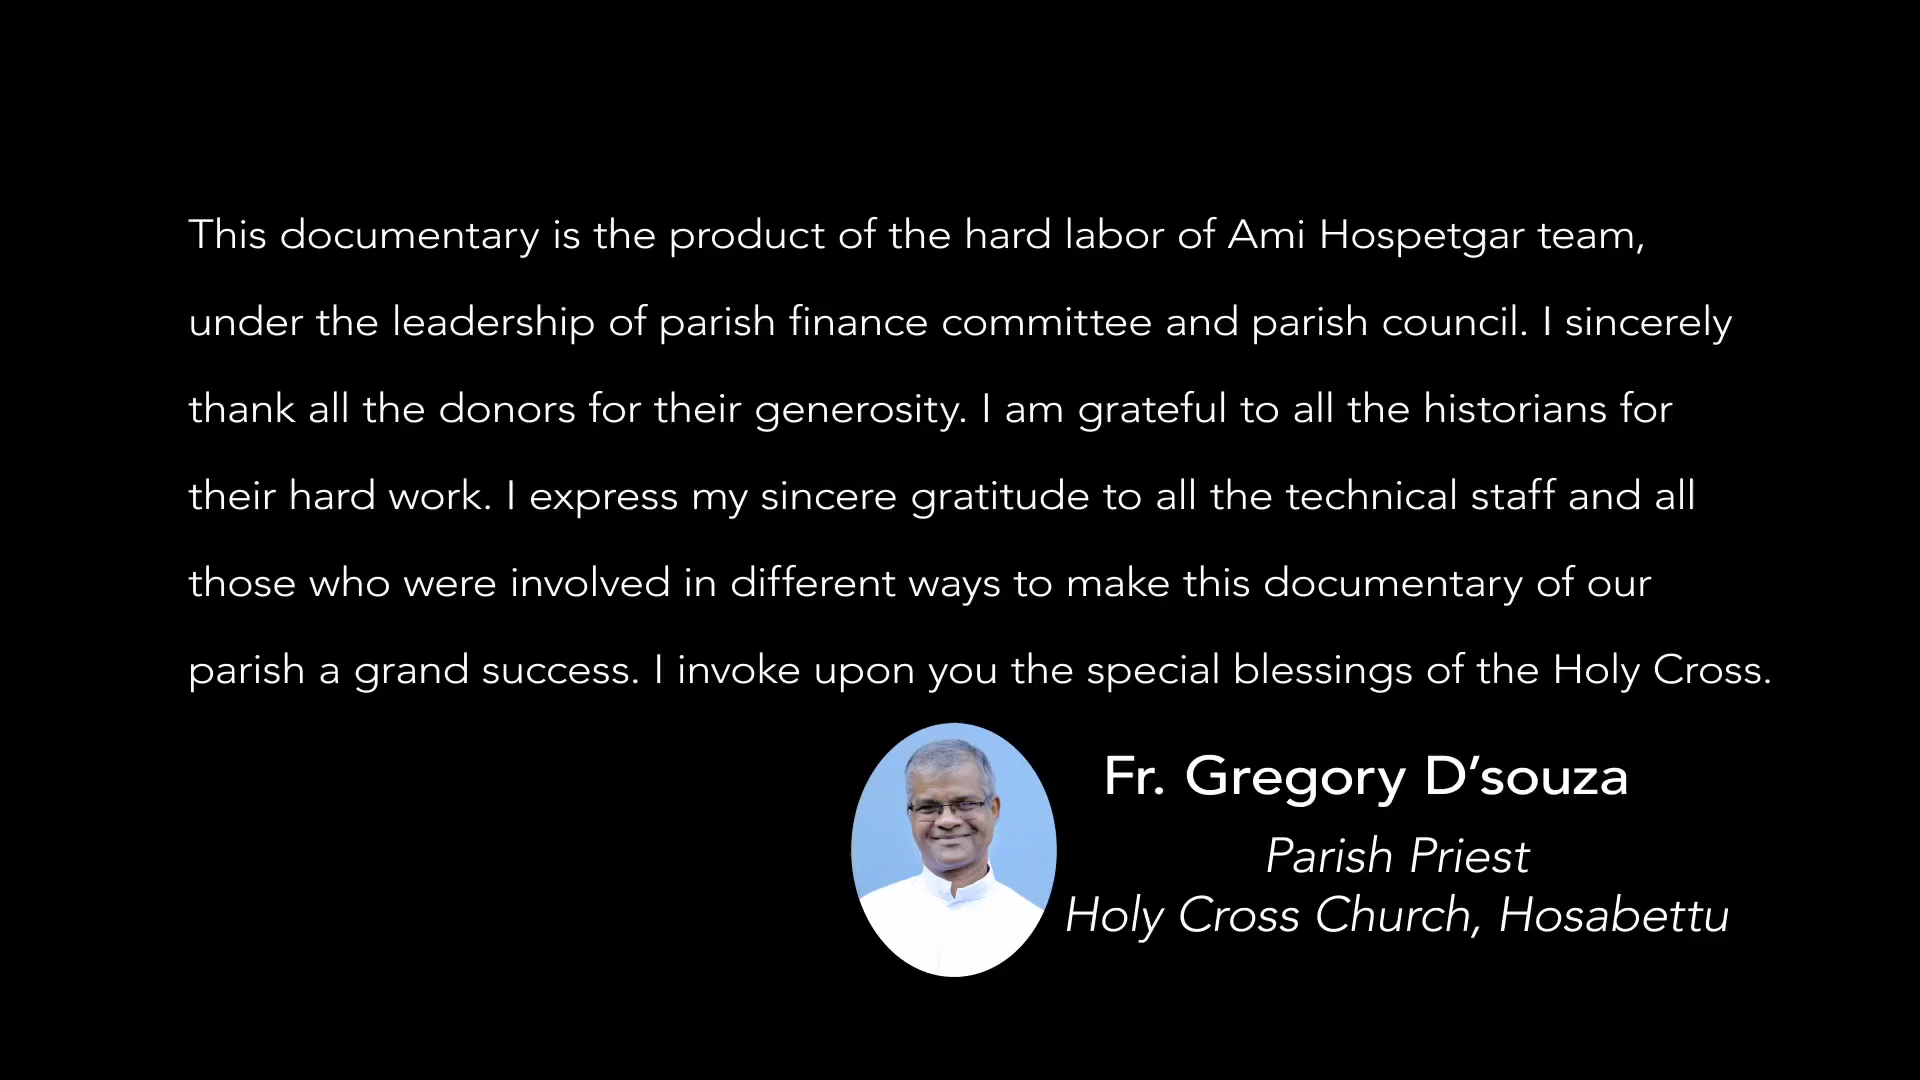 This documentary is the product of the hard labor of Ami Hospetgar team,
under the leadership of parish finance committee and parish council. I sincerely
thank all the donors for their generosity. I am grateful to all the historians for
their hard work. I express my sincere gratitude to all the technical staff and all
those who were involved in different ways to make this documentary of our
parish a grand success. I invoke upon you the special blessings of the Holy Cross.
Fr. Gregory D’souza
Parish Priest
Holy Cross Church, Hosabettu